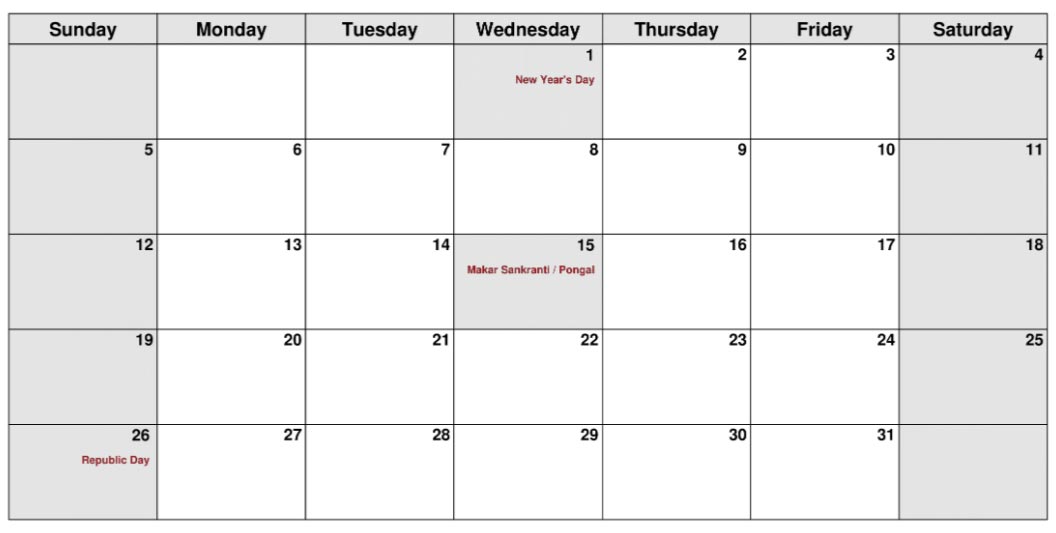 Sunday Monday Tuesday Wednesday Thursday Friday Saturday
1 2 3 4
New Year's Day
5 6 7 8 9 10 11
12 13 14 15 16 17 18
Makar Sankranti / Pongal
19 20 21 22 23 24 25
26 27 28 29 30 31
Republic Day